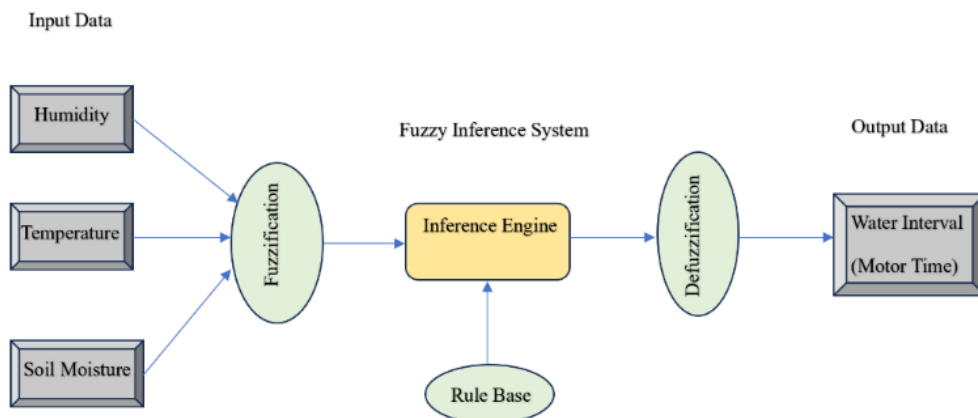 Input Data
Humidity
Temperature
Soil Moisture
Fuzzification
Fuzzy Inference System
Inference Engine
Rule Base
Defuzzification
Output Data
Water Interval
(Motor Time)